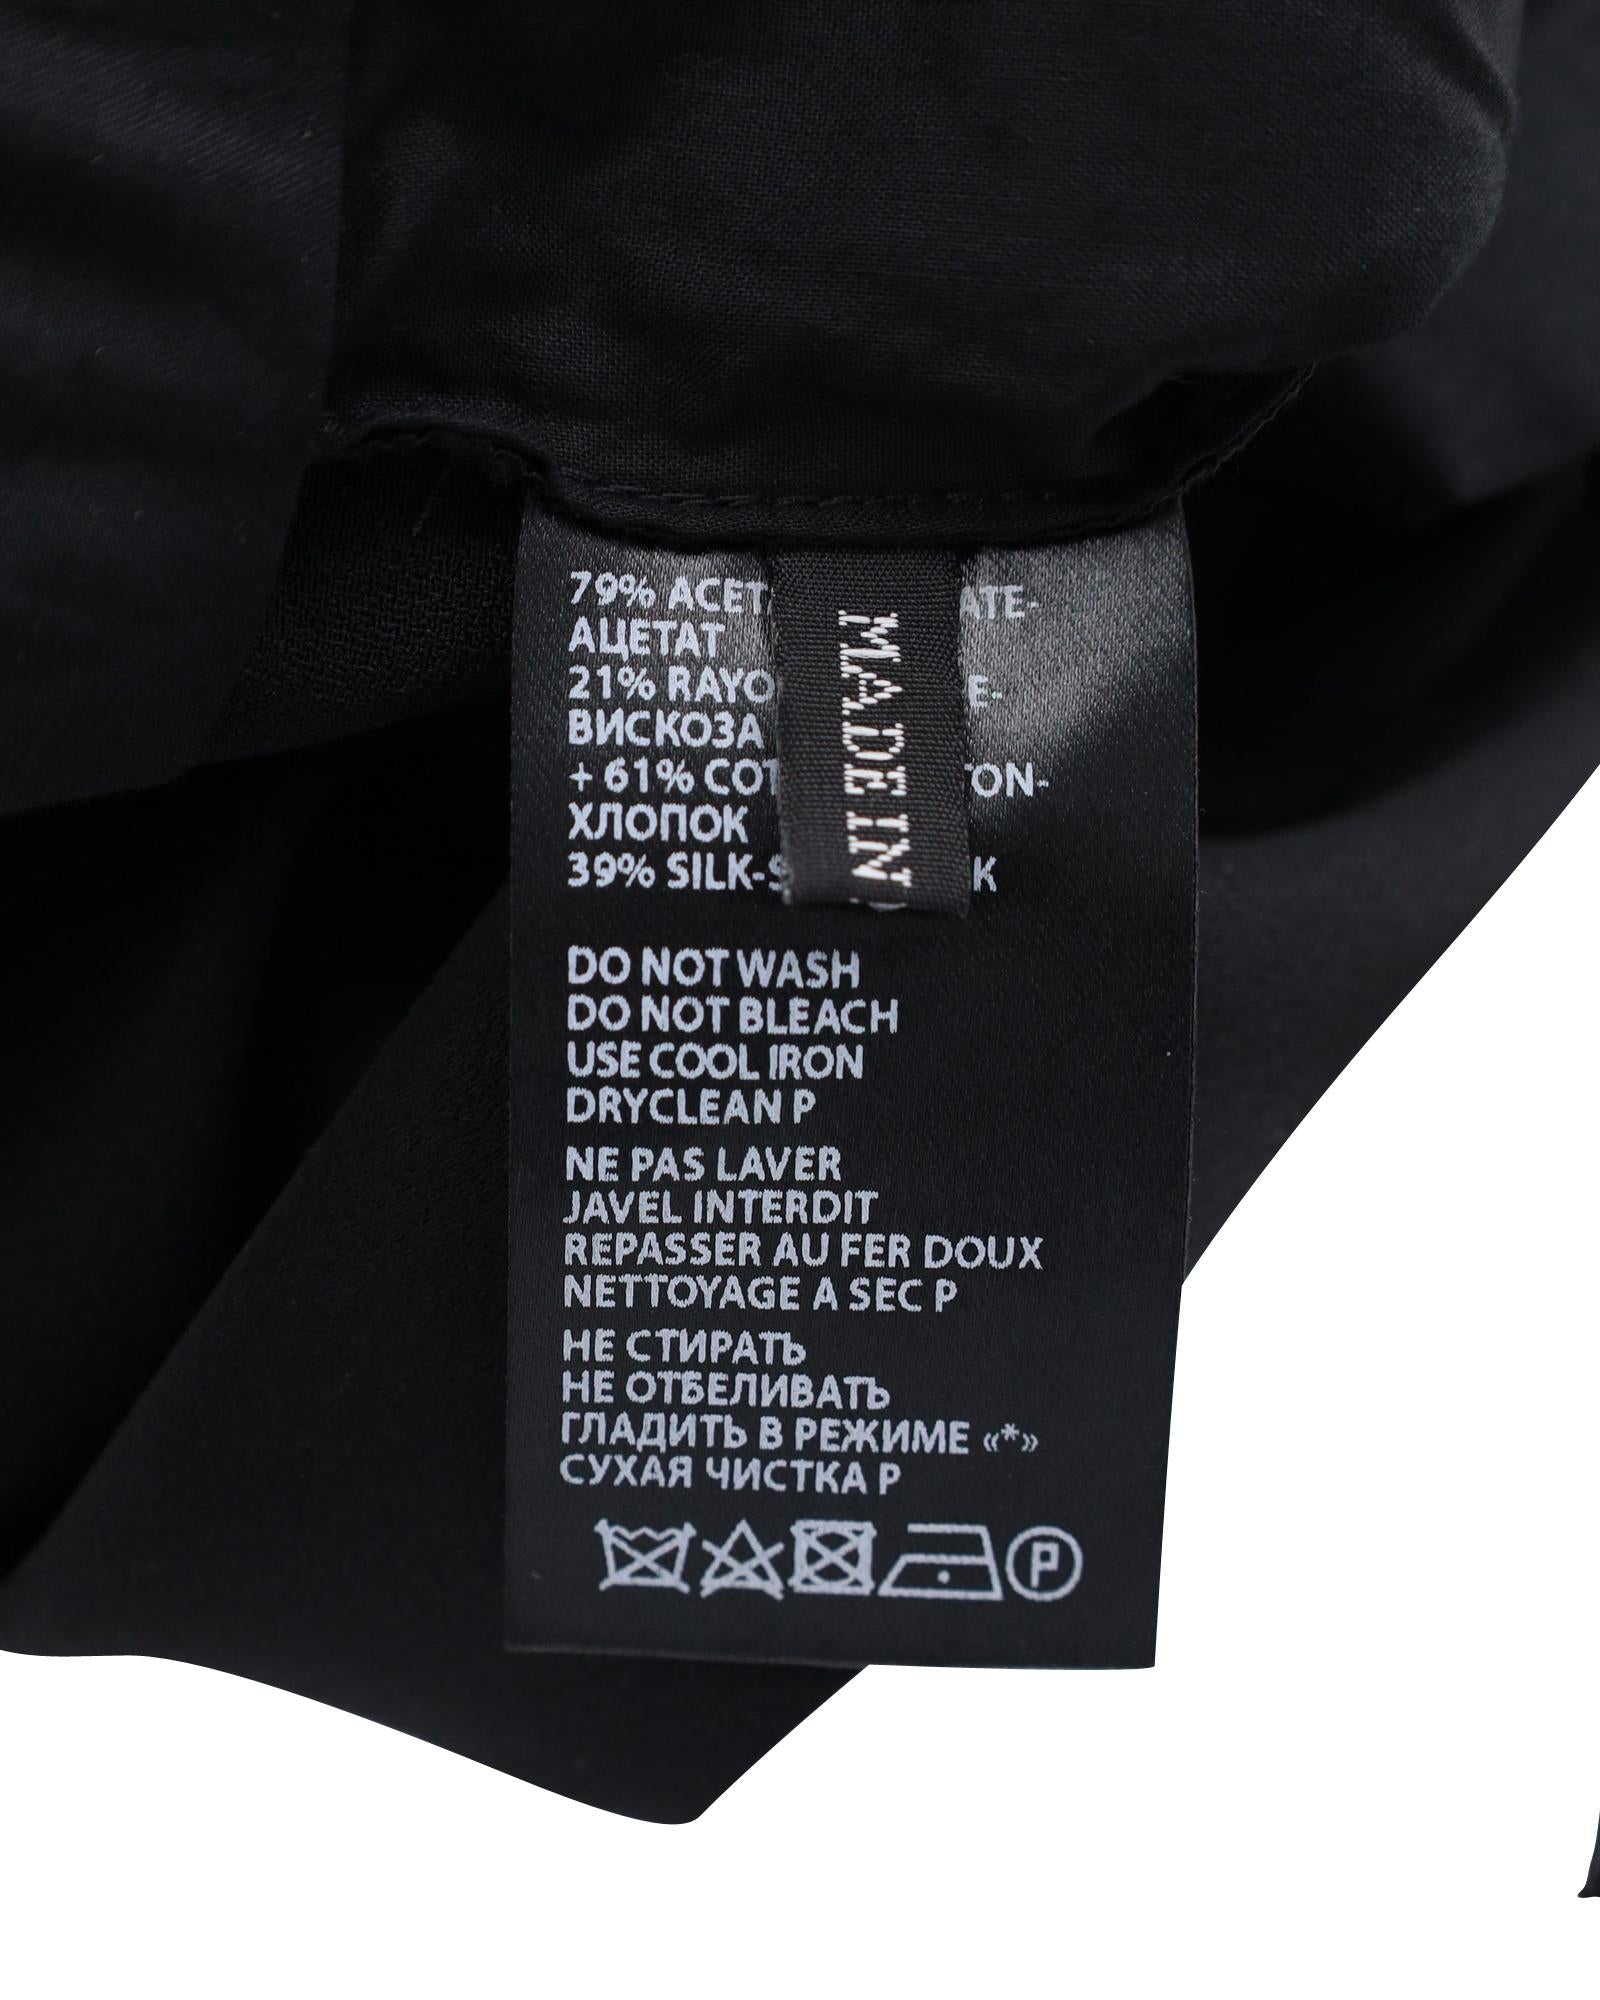 79% ACET ATE-
АЦЕТАТ
21% RAYO E-
ВИСКОЗА
+ 61% COT TON-
ХЛОПОК
39% SILK-S K
MADE IN
DO NOT WASH
DO NOT BLEACH
USE COOL IRON
DRYCLEAN P
NE PAS LAVER
JAVEL INTERDIT
REPASSER AU FER DOUX
NETTOYAGE A SEC P
НЕ СТИРАТЬ
НЕ ОТБЕЛИВАТЬ
ГЛАДИТЬ В РЕЖИМЕ «*»
СУХАЯ ЧИСТКА P
P